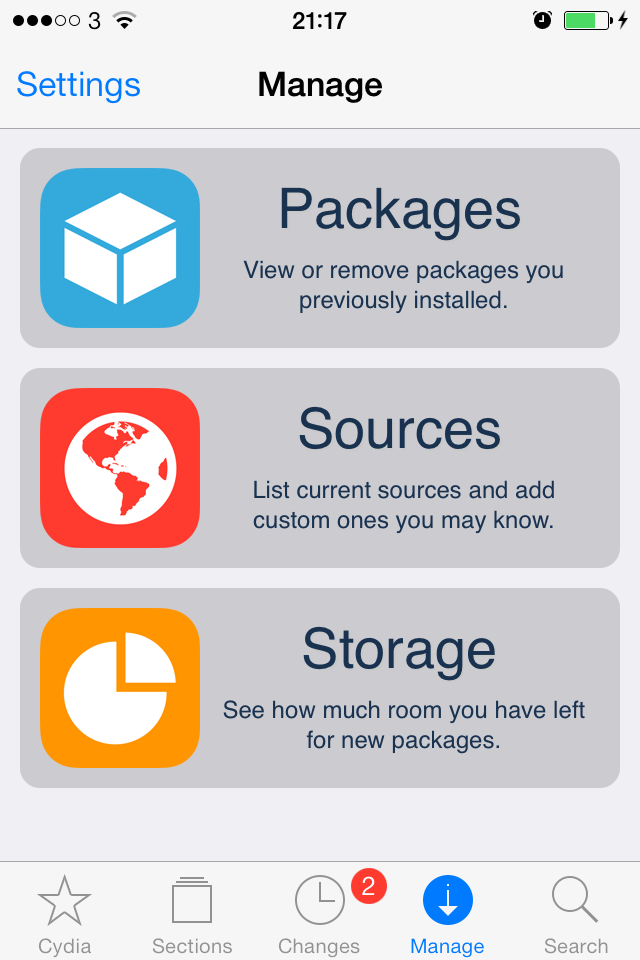 3 21:17
Settings Manage
Packages
View or remove packages you
previously installed.
Sources
List current sources and add
custom ones you may know.
Storage
See how much room you have left
for new packages.
2
Cydia Sections Changes Manage Search